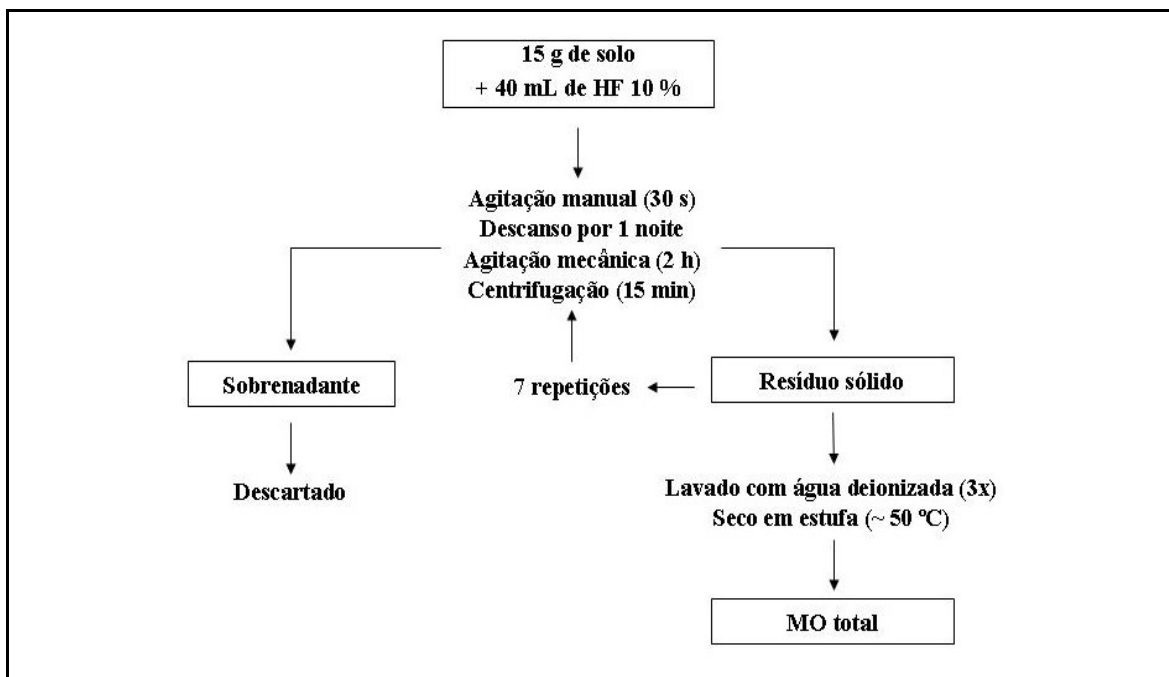 15 g de solo
+ 40 mL de HF 10 %
Agitação manual (30 s)
Descanso por 1 noite
Agitação mecânica (2 h)
Centrifugação (15 min)
Sobrenadante
7 repetições
Resíduo sólido
Descartado
Lavado com água deionizada (3x)
Seco em estufa (~ 50 ºC)
MO total